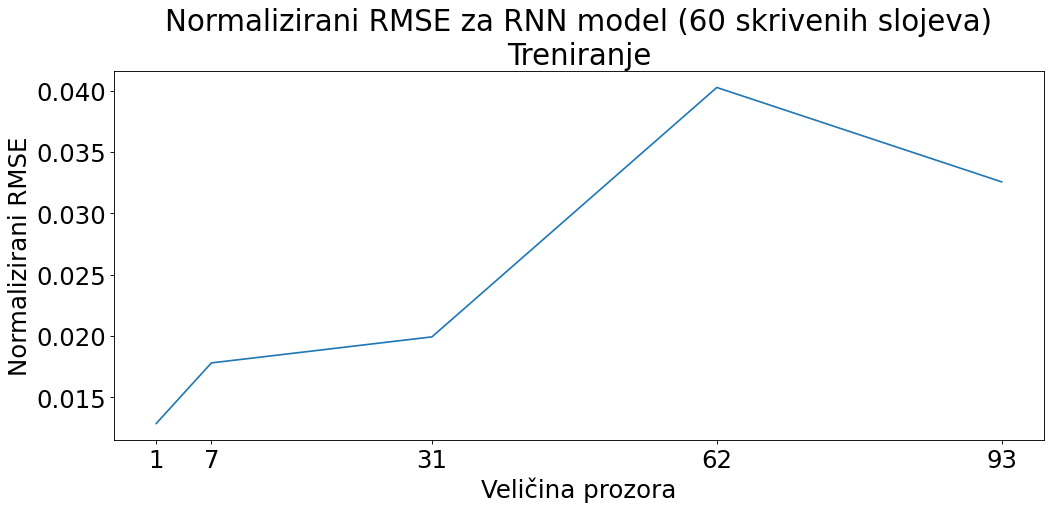 Normalizirani RMSE za RNN model (60 skrivenih slojeva)
Treniranje
Normalizirani RMSE
0.040
0.035
0.030
0.025
0.020
0.015
1 7 31 62 93
Veličina prozora